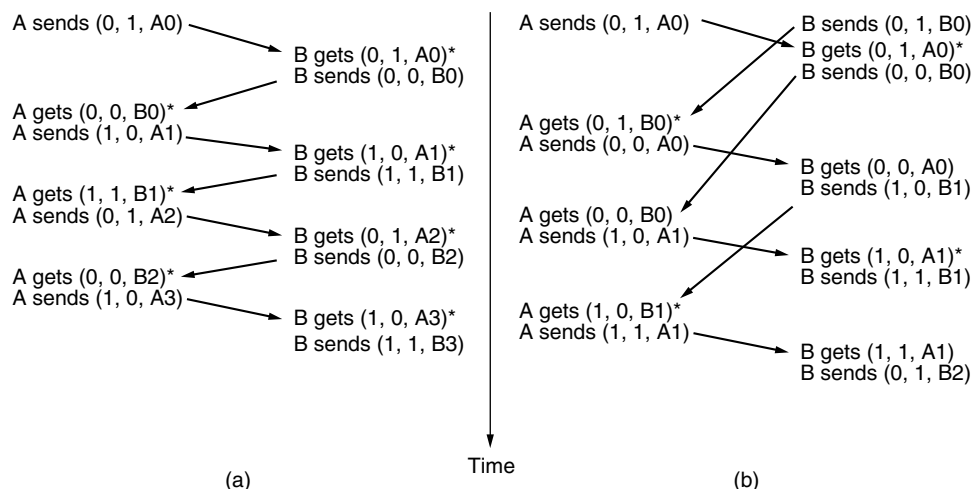 A sends (0, 1, A0)
B gets (0, 1, A0)*
B sends (0, 0, B0)
A gets (0, 0, B0)*
A sends (1, 0, A1)
B gets (1, 0, A1)*
B sends (1, 1, B1)
A gets (1, 1, B1)*
A sends (0, 1, A2)
B gets (0, 1, A2)*
B sends (0, 0, B2)
A gets (0, 0, B2)*
A sends (1, 0, A3)
B gets (1, 0, A3)*
B sends (1, 1, B3)
(a)
Time
A sends (0, 1, A0)
B sends (0, 1, B0)
B gets (0, 1, A0)*
B sends (0, 0, B0)
A gets (0, 1, B0)*
A sends (0, 0, A0)
B gets (0, 0, A0)
B sends (1, 0, B1)
A gets (0, 0, B0)
A sends (1, 0, A1)
B gets (1, 0, A1)*
B sends (1, 1, B1)
A gets (1, 0, B1)*
A sends (1, 1, A1)
B gets (1, 1, A1)
B sends (0, 1, B2)
(b)